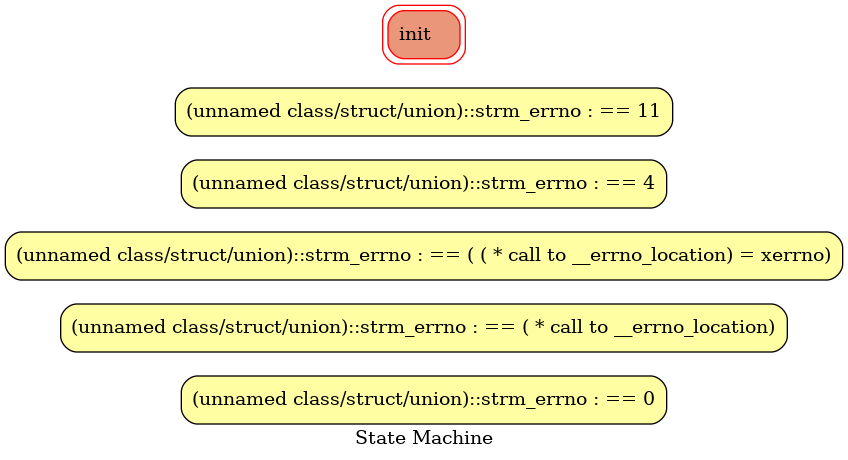 init
(unnamed class/struct/union)::strm_errno : == 11
(unnamed class/struct/union)::strm_errno : == 4
(unnamed class/struct/union)::strm_errno : == ( ( * call to __errno_location) = xerrno)
(unnamed class/struct/union)::strm_errno : == ( * call to __errno_location)
(unnamed class/struct/union)::strm_errno : == 0
State Machine